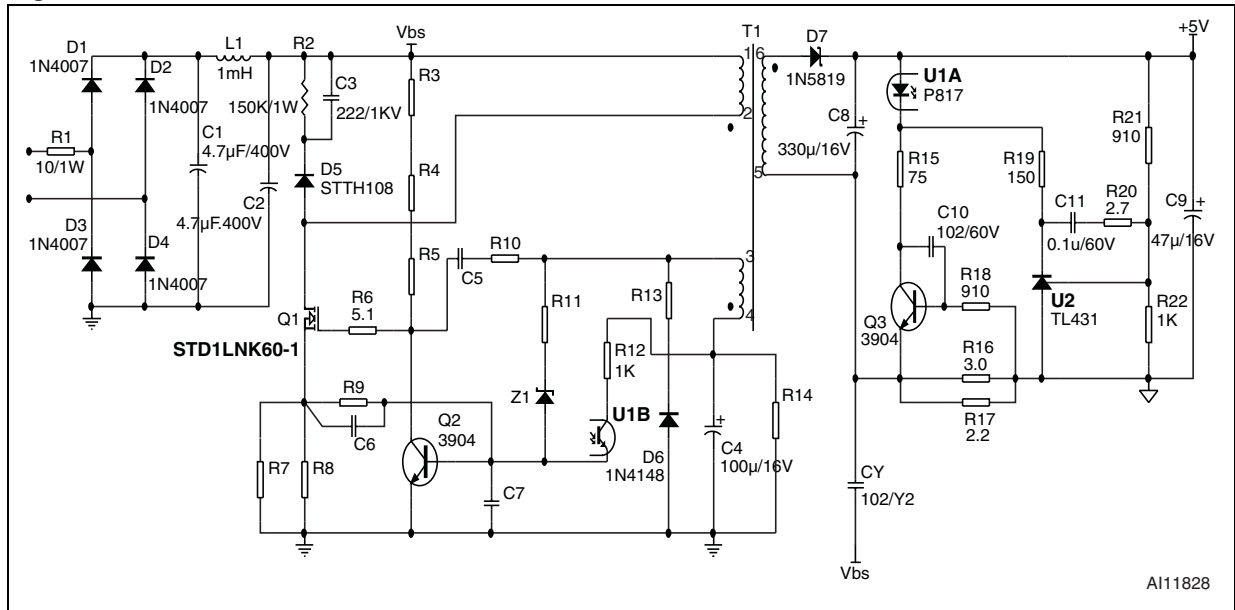 Vbs
T1
D7
+5V
D1
1N4007
L1
1mH
R2
1 6
1N5819
U1A
P817
D2
1N4007
150K/1W
C3
222/1KV
R3
C8
330µ/16V
R21
910
R1
10/1W
C1
4.7µF/400V
2
D5
STTH108
R4
5
R15
75
R19
150
C11
0.1u/60V
R20
2.7
C9
47µ/16V
C10
102/60V
D3
1N4007
4.7µF.400V
C2
D4
1N4007
R5
C5
R10
3
R11
R13
R18
910
U2
TL431
R22
1K
Q1
R6
5.1
STD1LNK60-1
4
Q3
3904
R12
1K
R16
3.0
R9
C6
Z1
U1B
R14
R17
2.2
Q2
3904
D6
1N4148
C4
100µ/16V
R7
R8
C7
CY
102/Y2
Vbs
AI11828